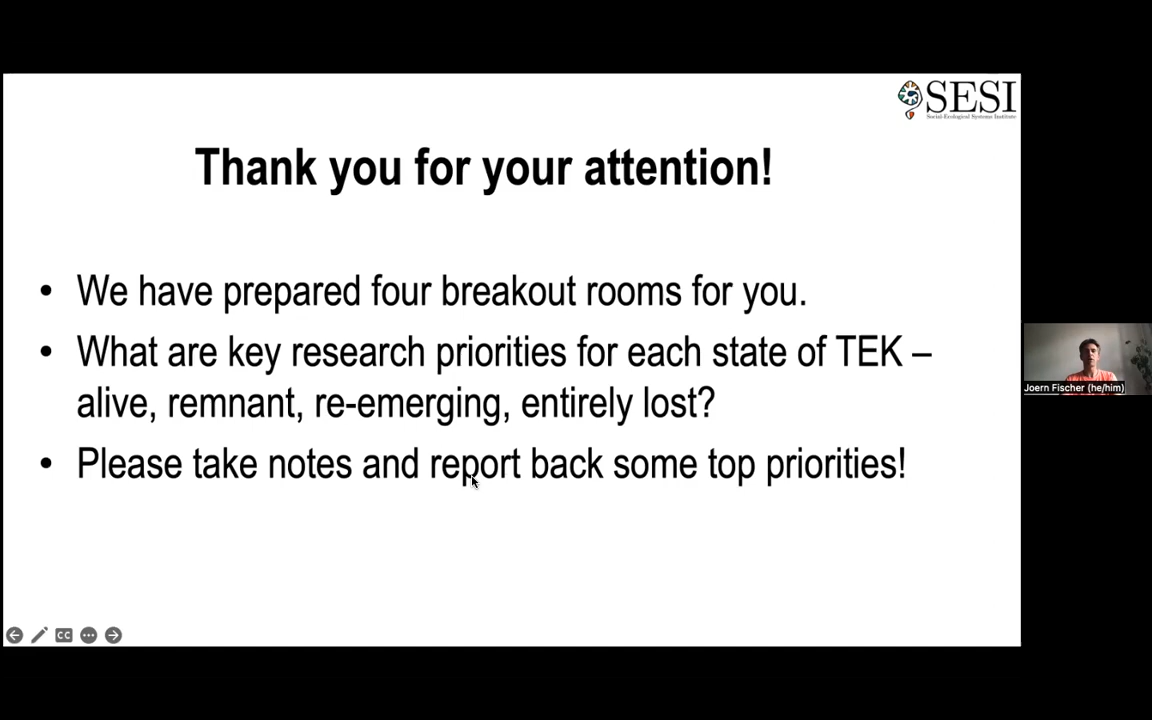 SESI
Social-Ecological Systems Institute
Thank you for your attention!
• We have prepared four breakout rooms for you.
• What are key research priorities for each state of TEK –
alive, remnant, re-emerging, entirely lost?
• Please take notes and report back some top priorities!
Joern Fischer (he/him)
CC